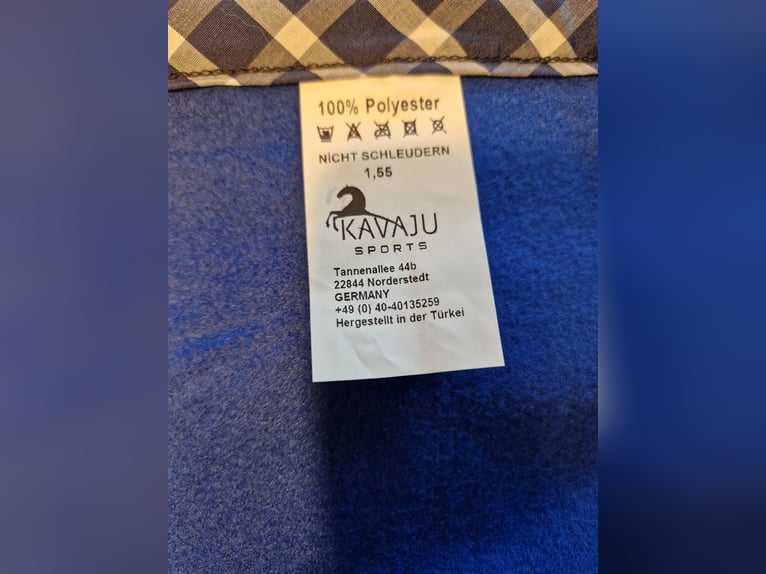 100% Polyester
NiCHT SCHLEUDERN
1,55
KAVAJU
SPORTS
Tannenallee 44b
22844 Norderstedt
GERMANY
+49 (0) 40-40135259
Hergestellt in der Türkei